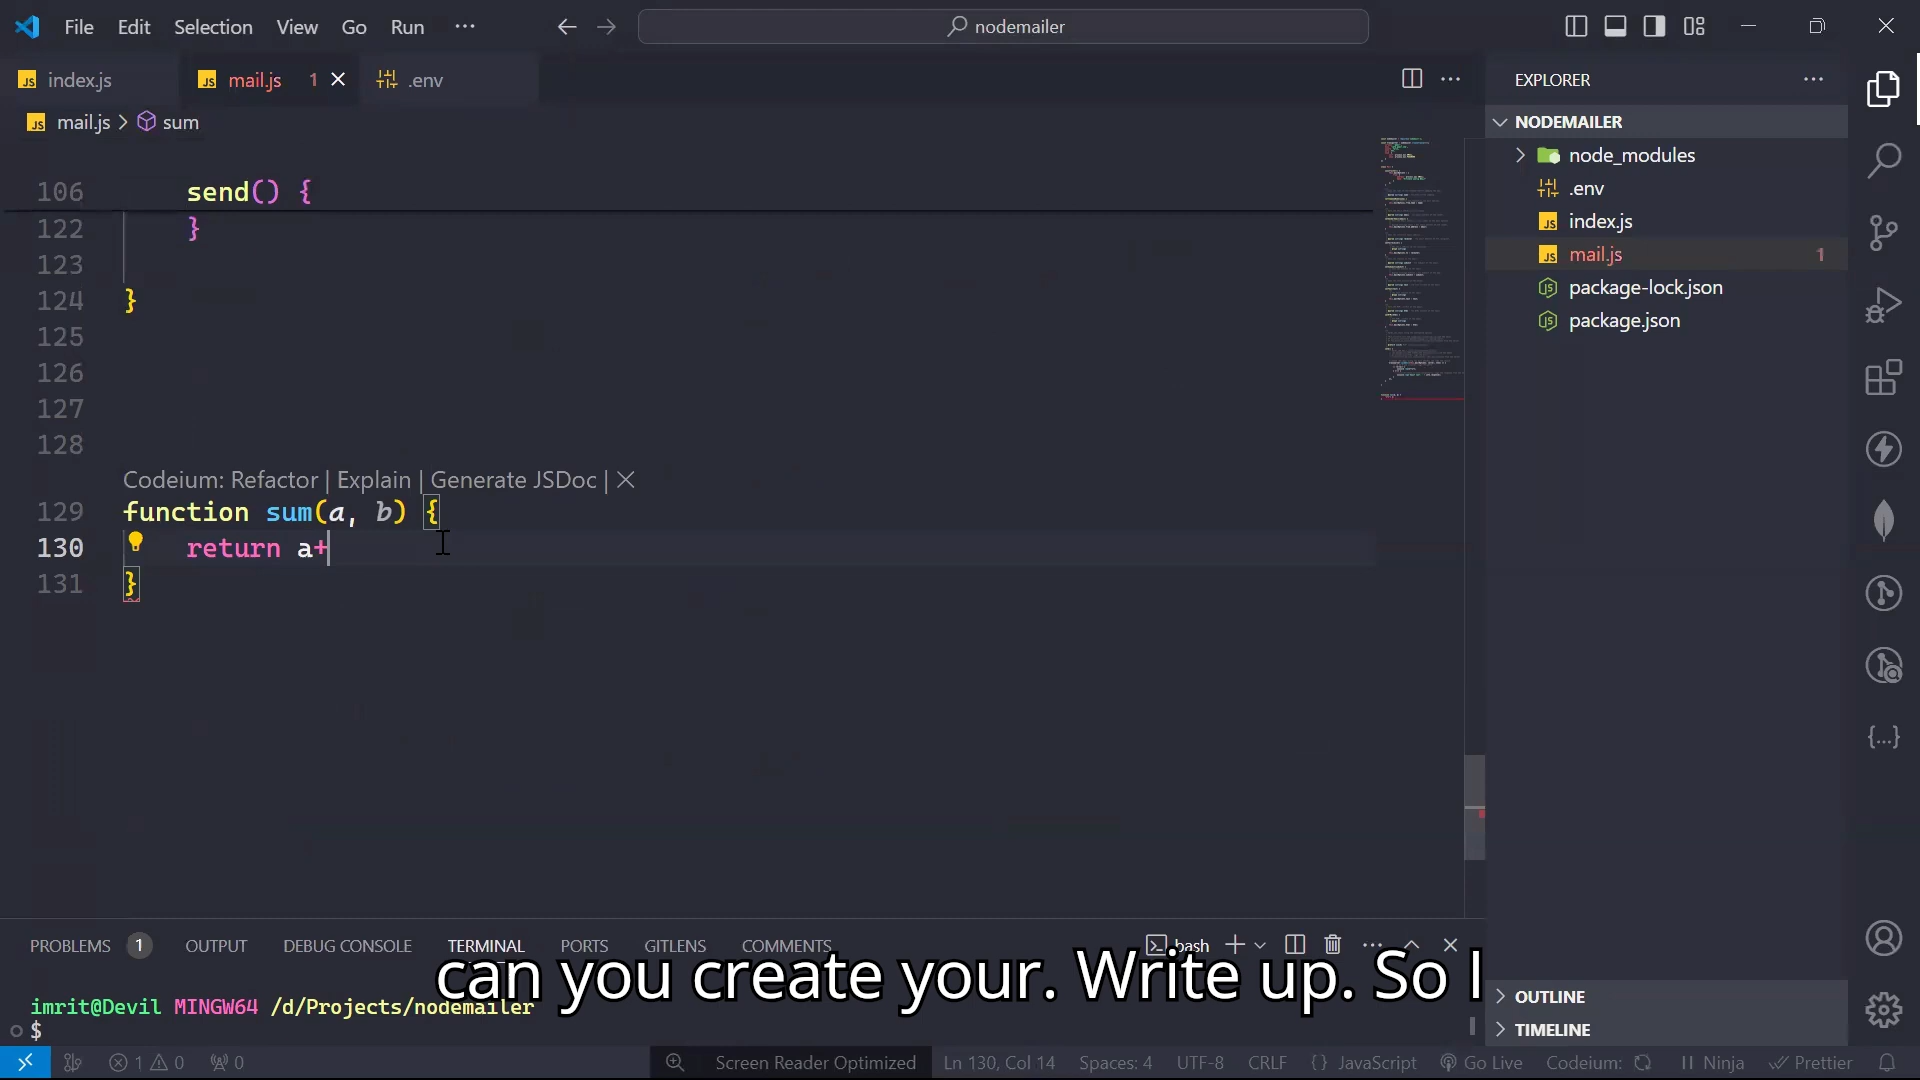 File Edit Selection View Go Run ··· nodemailer
index.js mail.js 1 .env
mail.js > sum
106 send() {
122 }
123
124 }
125
126
127
128
Codeium: Refactor | Explain | Generate JSDoc | ×
129 function sum(a, b) {
130 return a+
131 }
EXPLORER
NODEMAILER
node_modules
.env
index.js
mail.js 1
package-lock.json
package.json
OUTLINE
TIMELINE
PROBLEMS 1 OUTPUT DEBUG CONSOLE TERMINAL PORTS GITLENS COMMENTS bash
can you create your. Write up. So I
imrit@Devil MINGW64 /d/Projects/nodemailer
$
1 0 0 Screen Reader Optimized Ln 130, Col 14 Spaces: 4 UTF-8 CRLF {} JavaScript Go Live Codeium: Ninja Prettier